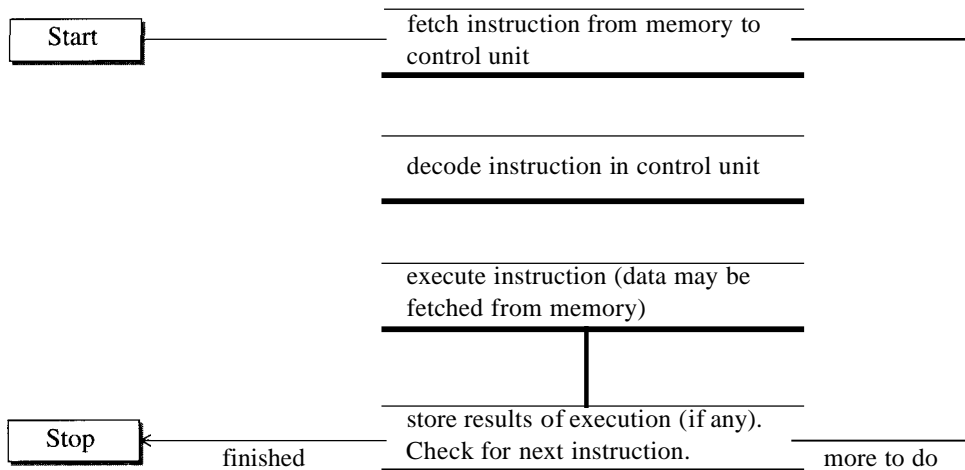 Start
fetch instruction from memory to
control unit
decode instruction in control unit
execute instruction (data may be
fetched from memory)
store results of execution (if any).
Check for next instruction.
Stop
finished
more to do